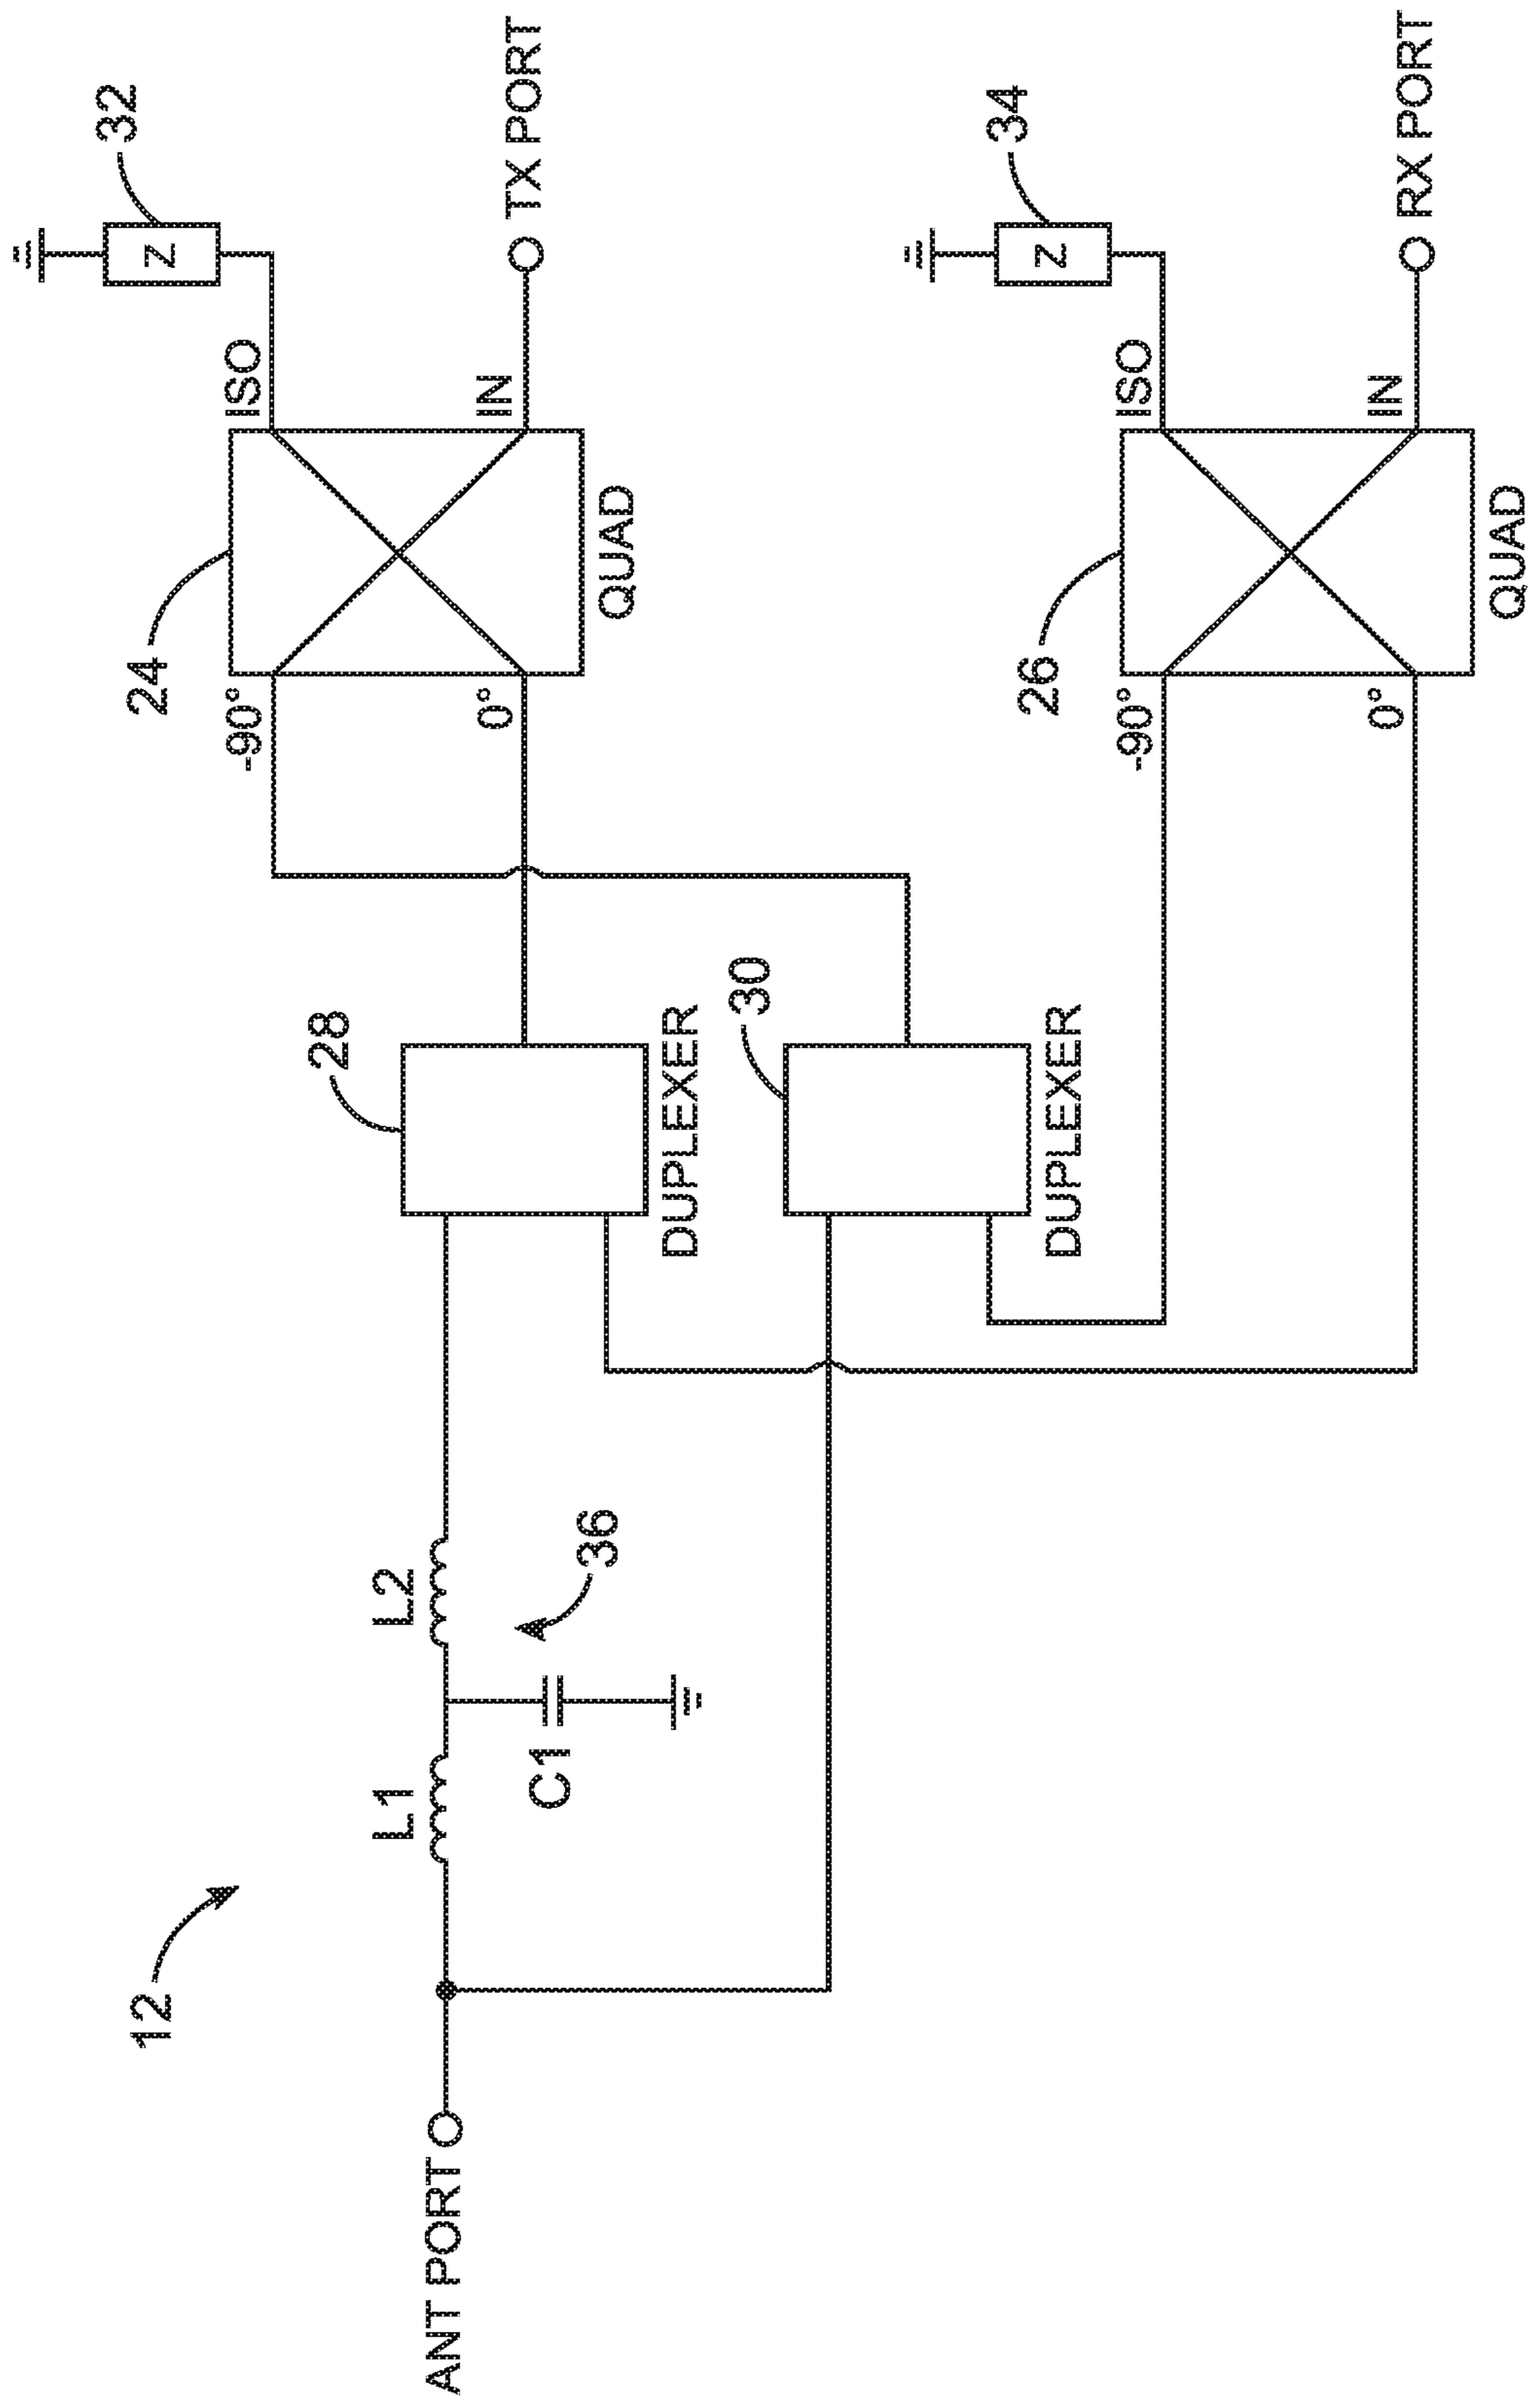 12
ANT PORT
L1
C1
L2
36
28
DUPLEXER
30
DUPLEXER
24
-90°
0°
ISO
IN
QUAD
32
Z
TX PORT
26
-90°
0°
ISO
IN
QUAD
34
Z
RX PORT